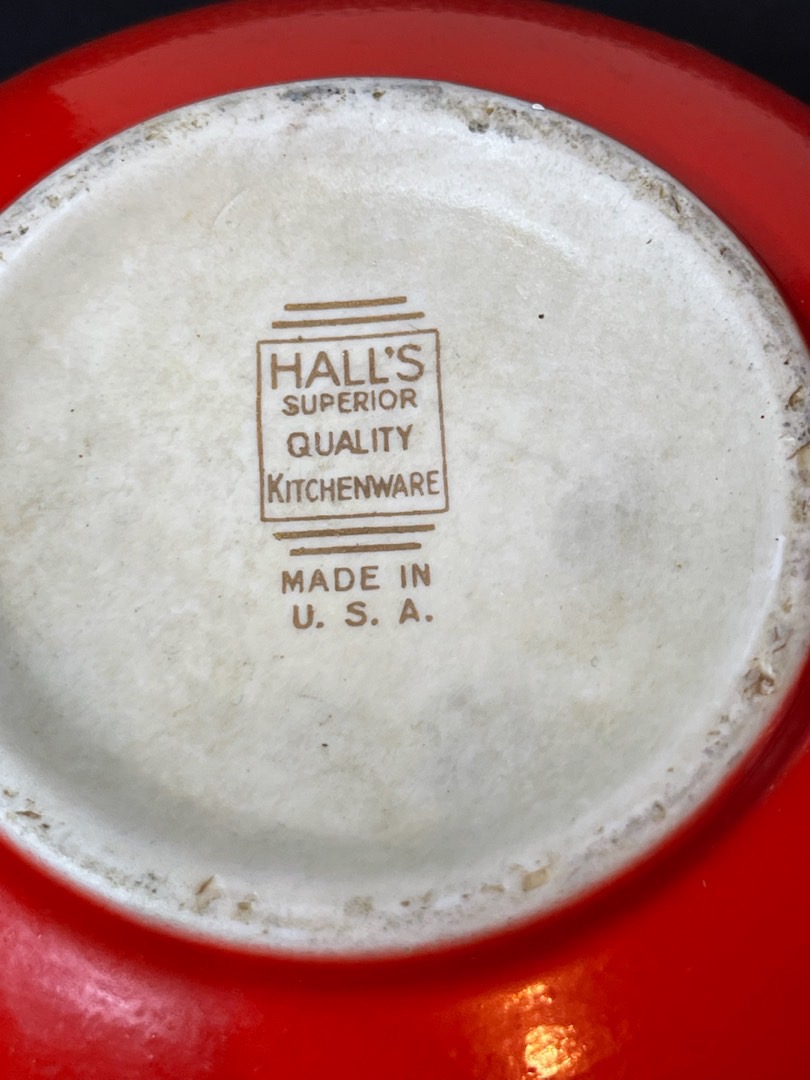 HALL'S
SUPERIOR
QUALITY
KITCHENWARE
MADE IN
U. S. A.